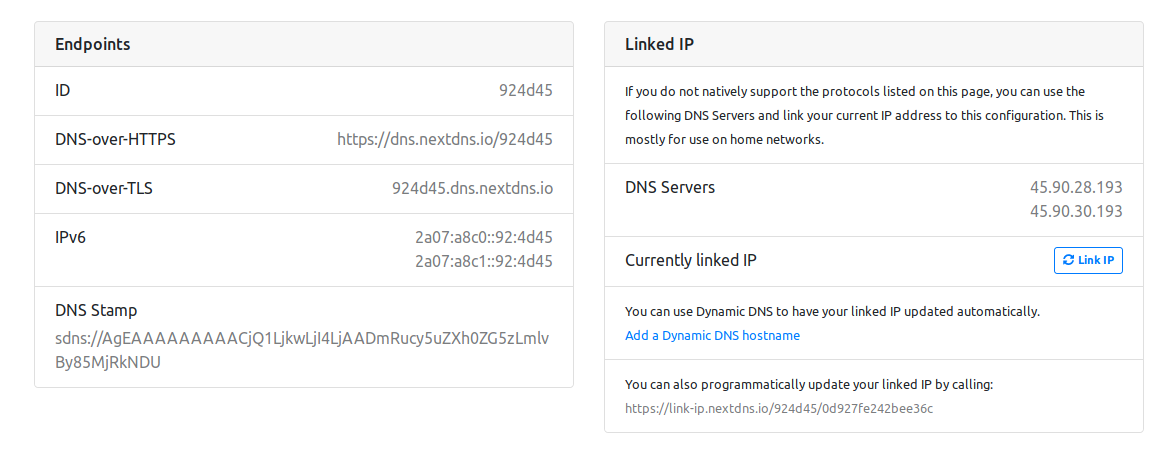 Endpoints
ID
924d45
DNS-over-HTTPS
https://dns.nextdns.io/924d45
DNS-over-TLS
924d45.dns.nextdns.io
IPv6
2a07:a8c0::92:4d45
2a07:a8c1::92:4d45
DNS Stamp
sdns://AgEAAAAAAAAACjQ1LjkwLjI4LjAADmRucy5uZXh0ZG5zLmlv
By85MjRkNDU
Linked IP
If you do not natively support the protocols listed on this page, you can use the
following DNS Servers and link your current IP address to this configuration. This is
mostly for use on home networks.
DNS Servers
45.90.28.193
45.90.30.193
Currently linked IP
Link IP
You can use Dynamic DNS to have your linked IP updated automatically.
Add a Dynamic DNS hostname
You can also programmatically update your linked IP by calling:
https://link-ip.nextdns.io/924d45/0d927fe242bee36c